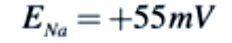 E_Na = +55mV